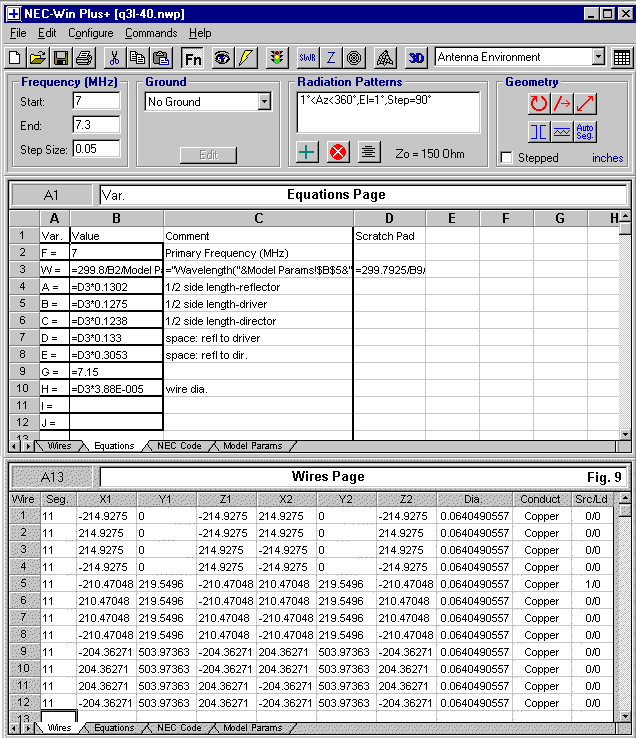 NEC-Win Plus+ [q3l-40.nwp]
File Edit Configure Commands Help
Fn SWR Z 3D Antenna Environment
Frequency (MHz) Ground Radiation Patterns Geometry
Start: 7 No Ground 1°<Az<360°,El=1°,Step=90°
End: 7.3
Step Size: 0.05 Edit Zo = 150 Ohm Auto Seg.
Stepped inches
A1 Var. Equations Page
A B C D E F G H
1 Var. Value Comment Scratch Pad
2 F = 7 Primary Frequency (MHz)
3 W = =299.8/B2/Model Pa ="Wavelength("&Model Params!$B$5&" =299.7925/B9/
4 A = =D3*0.1302 1/2 side length-reflector
5 B = =D3*0.1275 1/2 side length-driver
6 C = =D3*0.1238 1/2 side length-director
7 D = =D3*0.133 space: refl to driver
8 E = =D3*0.3053 space: refl to dir.
9 G = =7.15
10 H = =D3*3.88E-005 wire dia.
11 I =
12 J =
13
Wires Equations NEC Code Model Params
A13 Wires Page Fig. 9
Wire Seg. X1 Y1 Z1 X2 Y2 Z2 Dia. Conduct Src/Ld
1 11 -214.9275 0 -214.9275 214.9275 0 -214.9275 0.0640490557 Copper 0/0
2 11 214.9275 0 -214.9275 214.9275 0 214.9275 0.0640490557 Copper 0/0
3 11 214.9275 0 214.9275 -214.9275 0 214.9275 0.0640490557 Copper 0/0
4 11 -214.9275 0 214.9275 -214.9275 0 -214.9275 0.0640490557 Copper 0/0
5 11 -210.47048 219.5496 -210.47048 210.47048 219.5496 -210.47048 0.0640490557 Copper 1/0
6 11 210.47048 219.5496 -210.47048 210.47048 219.5496 210.47048 0.0640490557 Copper 0/0
7 11 210.47048 219.5496 210.47048 -210.47048 219.5496 210.47048 0.0640490557 Copper 0/0
8 11 -210.47048 219.5496 210.47048 -210.47048 219.5496 -210.47048 0.0640490557 Copper 0/0
9 11 -204.36271 503.97363 -204.36271 204.36271 503.97363 -204.36271 0.0640490557 Copper 0/0
10 11 204.36271 503.97363 -204.36271 204.36271 503.97363 204.36271 0.0640490557 Copper 0/0
11 11 204.36271 503.97363 204.36271 -204.36271 503.97363 204.36271 0.0640490557 Copper 0/0
12 11 -204.36271 503.97363 204.36271 -204.36271 503.97363 -204.36271 0.0640490557 Copper 0/0
13
Wires Equations NEC Code Model Params